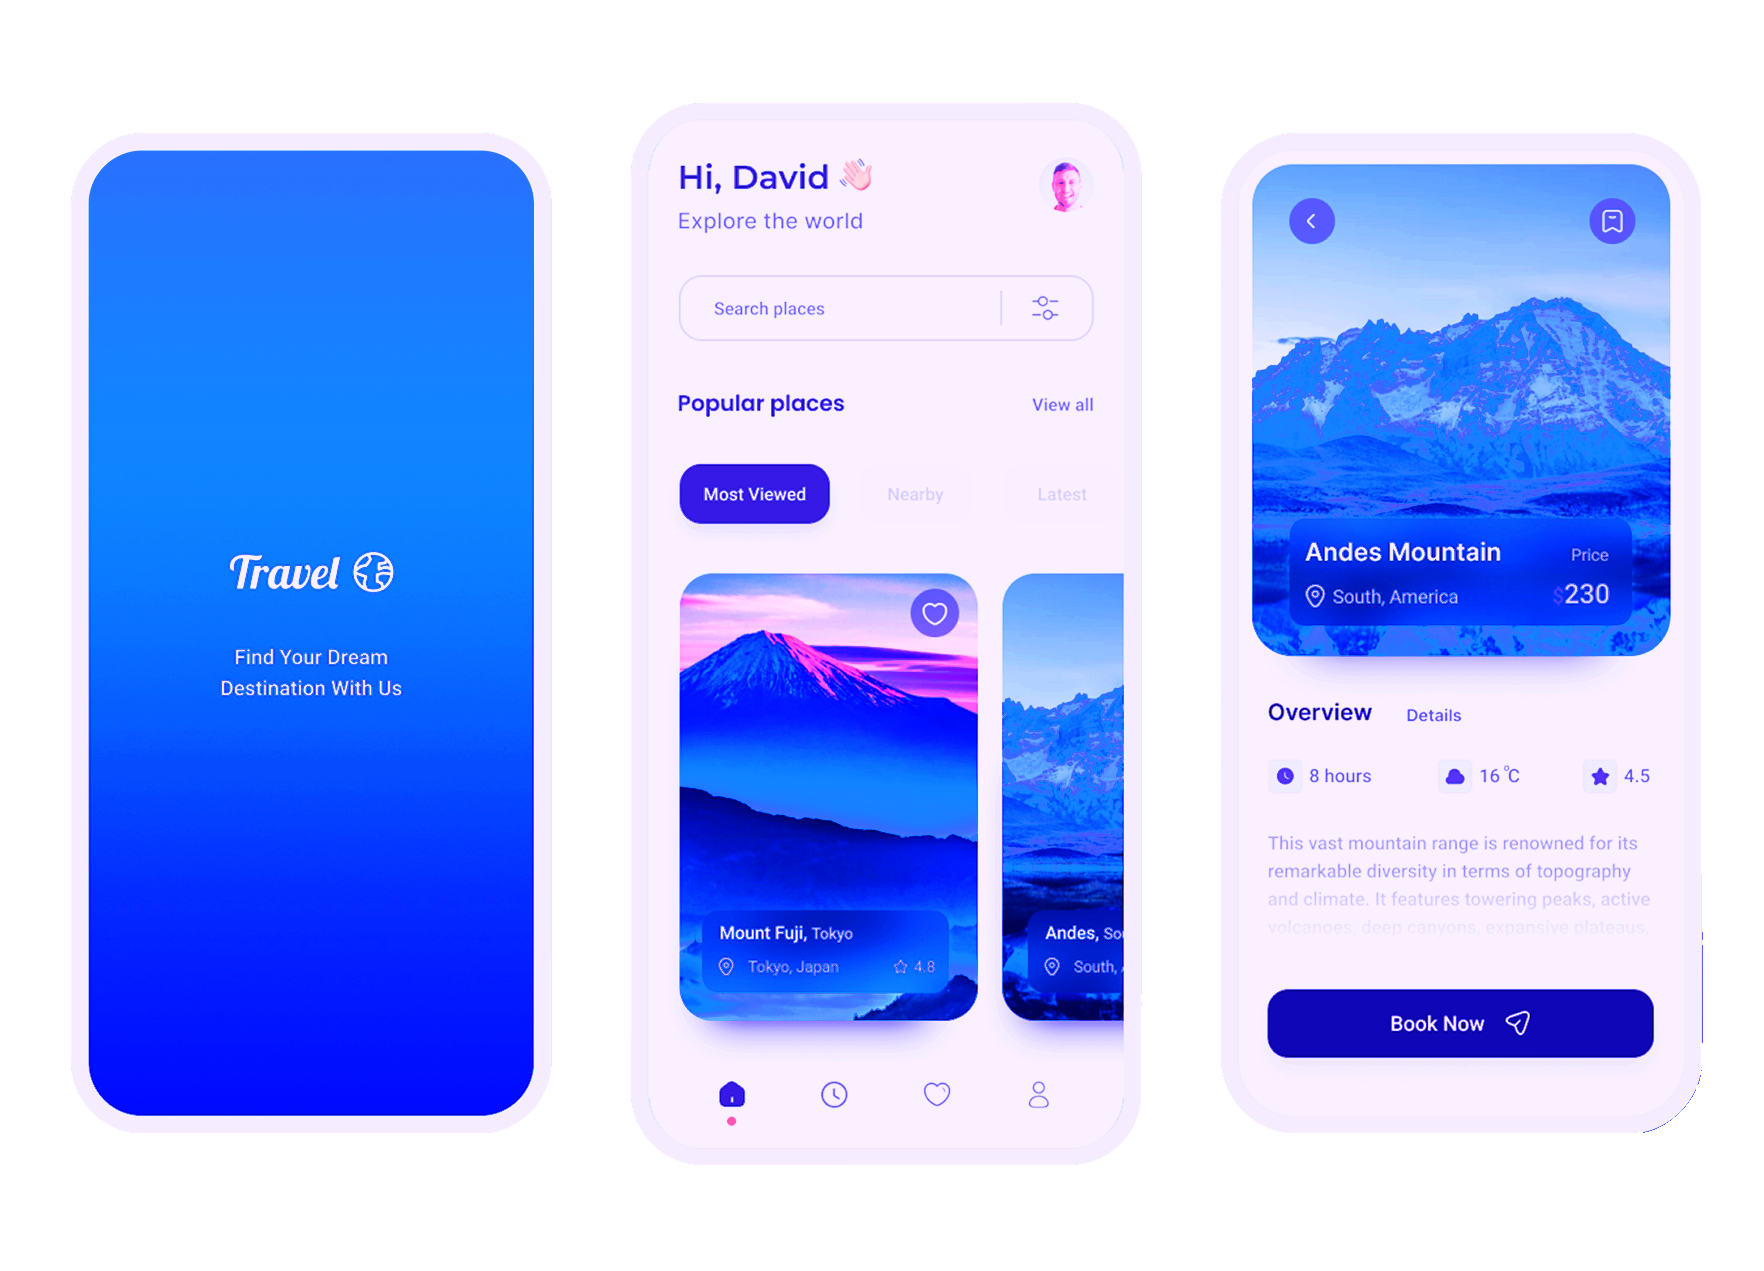 Travel
Find Your Dream
Destination With Us
Hi, David
Explore the world
Search places
Popular places
View all
Most Viewed
Nearby
Latest
Mount Fuji, Tokyo
Tokyo, Japan
4.8
Andes,
South,
Andes Mountain
Price
South, America
$230
Overview
Details
8 hours
16 °C
4.5
This vast mountain range is renowned for its
remarkable diversity in terms of topography
and climate. It features towering peaks, active
volcanoes, deep canyons, expansive plateaus,
Book Now